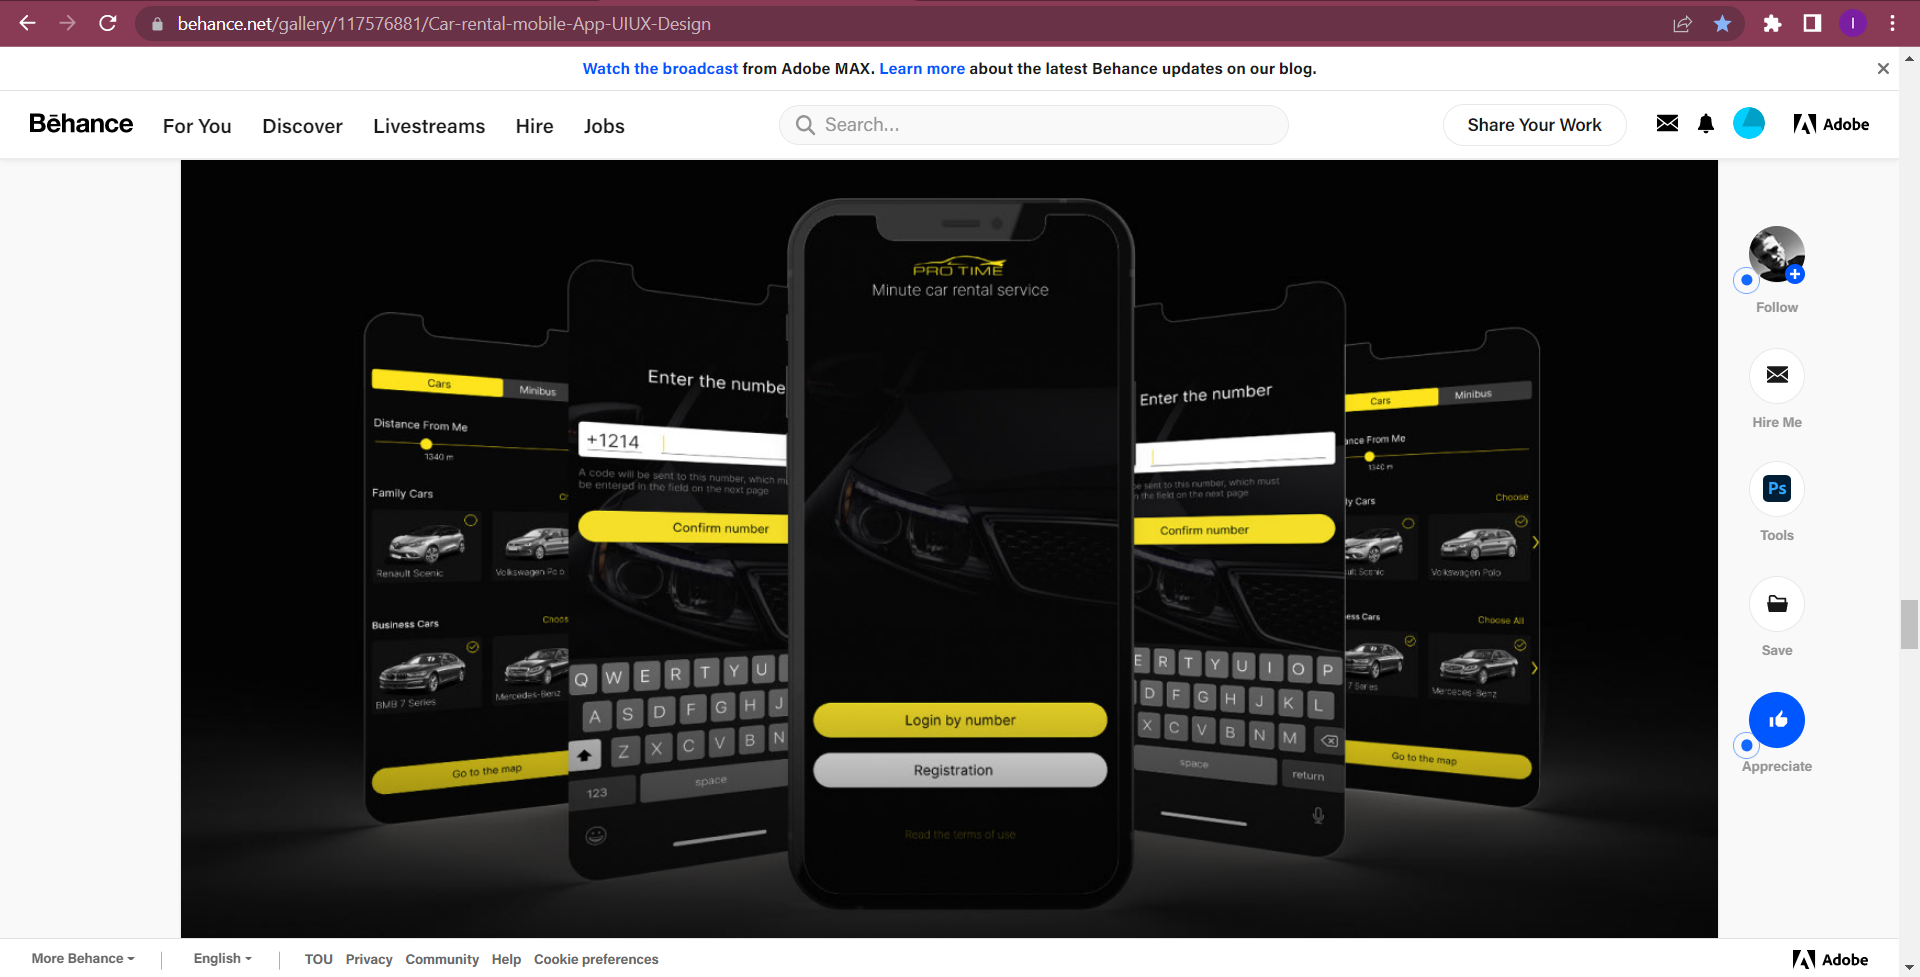 behance.net/gallery/117576881/Car-rental-mobile-App-UIUX-Design
I
Watch the broadcast from Adobe MAX. Learn more about the latest Behance updates on our blog.
Bēhance
For You
Discover
Livestreams
Hire
Jobs
Search...
Share Your Work
Adobe
Cars
Minibus
Distance From Me
1340 m
Family Cars
Renault Scenic
Volkswagen Polo
Business Cars
Choos
BMB 7 Series
Mercedes-Benz
Go to the map
Enter the numbe
+1214
A code will be sent to this number, which m
be entered in the field on the next page
Confirm number
Q W E R T Y U
A S D F G H J
Z X C V B N
123
space
PRO TIME
Minute car rental service
Login by number
Registration
Read the terms of use
Enter the number
e sent to this number, which must
n the field on the next page
Confirm number
E R T Y U I O P
D F G H J K L
X C V B N M
space
return
Cars
Minibus
ance From Me
1340 m
ly Cars
Choose
ult Scenic
Volkswagen Polo
ess Cars
Choose All
7 Series
Mercedes-Benz
Go to the map
Follow
Hire Me
Ps
Tools
Save
Appreciate
More Behance
English
TOU
Privacy
Community
Help
Cookie preferences
Adobe